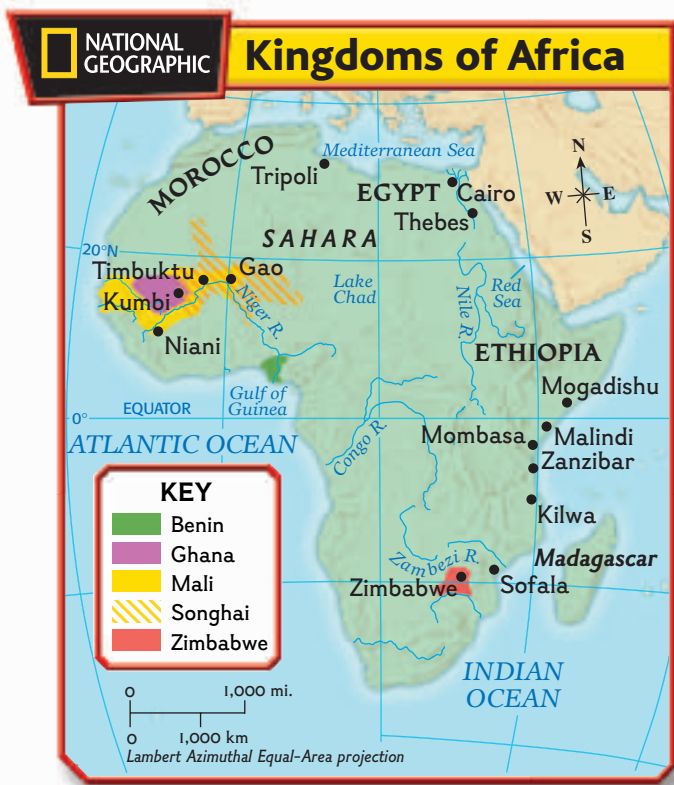 NATIONAL
GEOGRAPHIC
Kingdoms of Africa
MOROCCO
Tripoli
Mediterranean Sea
EGYPT
Cairo
Thebes
N
W
E
S
SAHARA
20°N
Timbuktu
Gao
Kumbi
Niger R.
Lake
Chad
Nile R.
Red
Sea
Niani
ETHIOPIA
Mogadishu
Gulf of
Guinea
EQUATOR
0°
ATLANTIC OCEAN
Congo R.
Mombasa
Malindi
Zanzibar
Kilwa
Zambezi R.
Madagascar
Zimbabwe
Sofala
INDIAN
OCEAN
KEY
Benin
Ghana
Mali
Songhai
Zimbabwe
0
1,000 mi.
0
1,000 km
Lambert Azimuthal Equal-Area projection